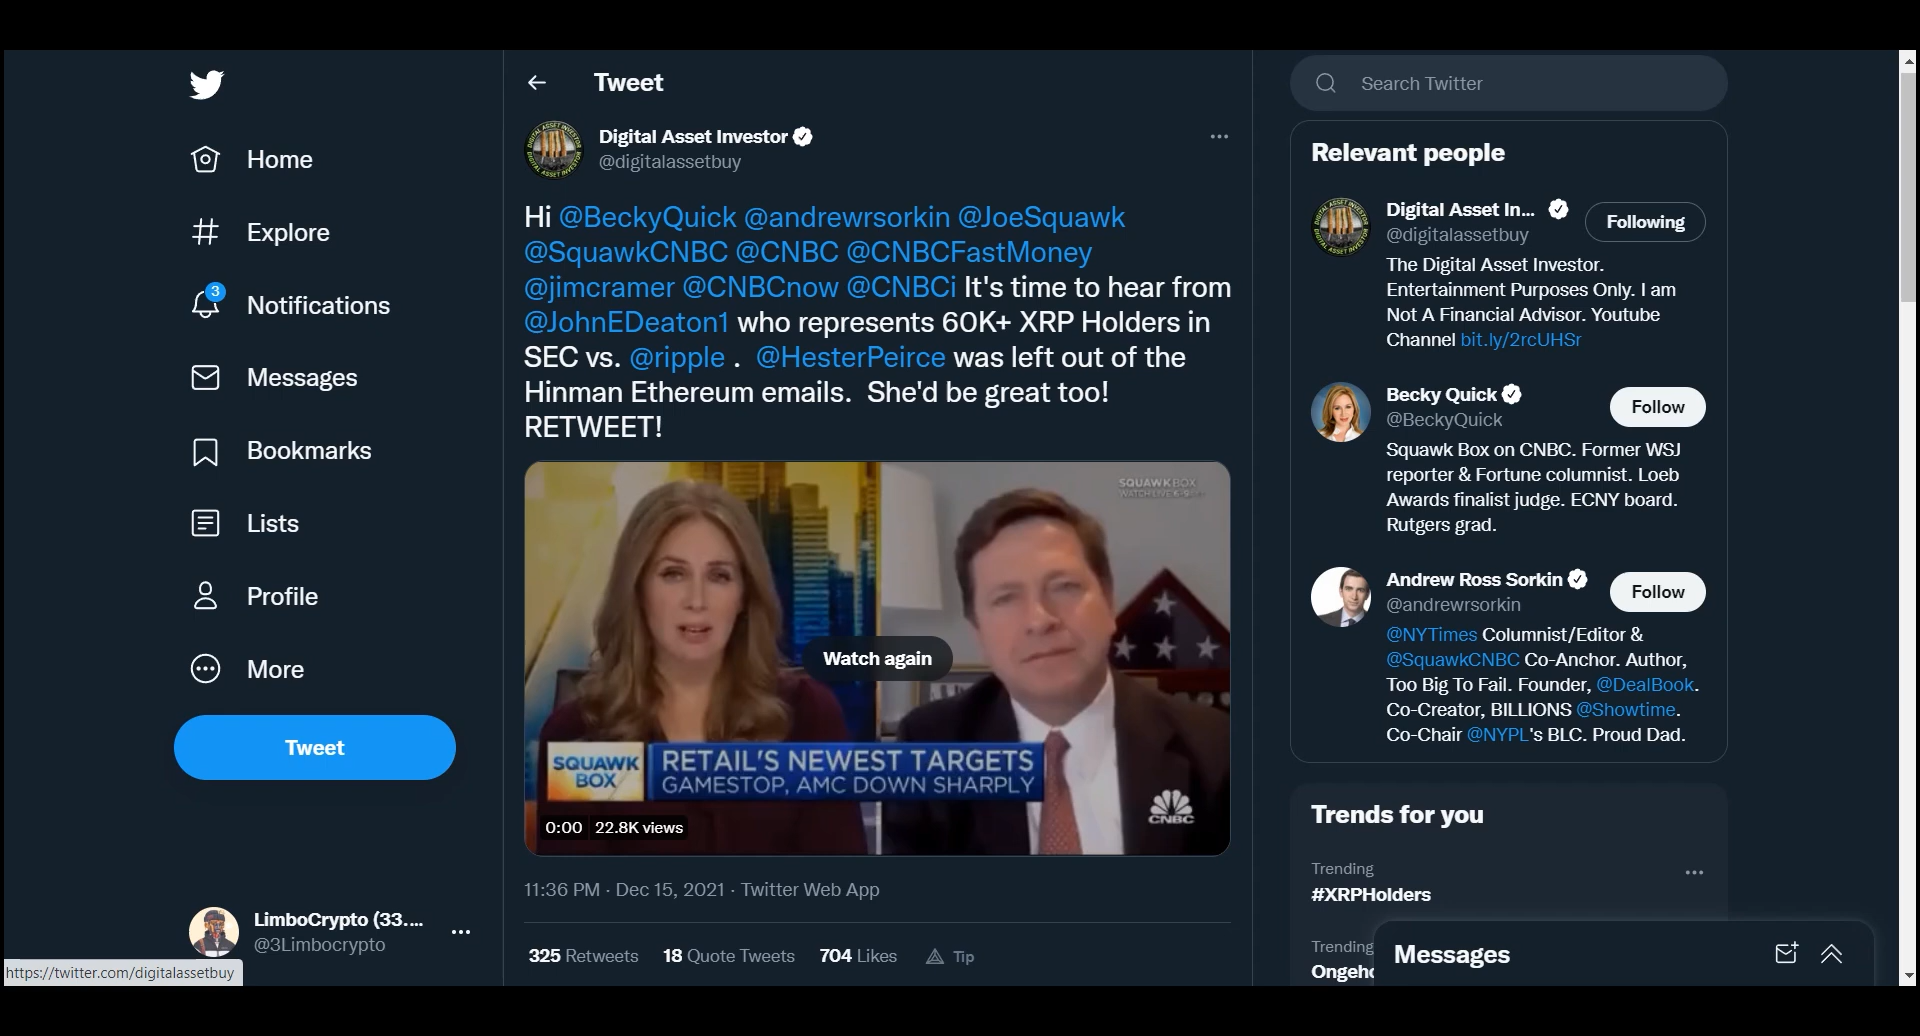 Tweet
Search Twitter
Digital Asset Investor
@digitalassetbuy
Home
Explore
3
Notifications
Messages
Bookmarks
Lists
Profile
More
Tweet
LimboCrypto (33....
@3Limbocrypto
https://twitter.com/digitalassetbuy
Hi @BeckyQuick @andrewrsorkin @JoeSquawk
@SquawkCNBC @CNBC @CNBCFastMoney
@jimcramer @CNBCnow @CNBCi It's time to hear from
@JohnEDeaton1 who represents 60K+ XRP Holders in
SEC vs. @ripple .  @HesterPeirce was left out of the
Hinman Ethereum emails.  She'd be great too!
RETWEET!
SQUAWK BOX
Watch again
SQUAWK
BOX
RETAIL'S NEWEST TARGETS
GAMESTOP, AMC DOWN SHARPLY
CNBC
0:00 22.8K views
11:36 PM · Dec 15, 2021 · Twitter Web App
325 Retweets 18 Quote Tweets 704 Likes Tip
Relevant people
Digital Asset In...
@digitalassetbuy
Following
The Digital Asset Investor.
Entertainment Purposes Only. I am
Not A Financial Advisor. Youtube
Channel bit.ly/2rcUHSr
Becky Quick
@BeckyQuick
Follow
Squawk Box on CNBC. Former WSJ
reporter & Fortune columnist. Loeb
Awards finalist judge. ECNY board.
Rutgers grad.
Andrew Ross Sorkin
@andrewrsorkin
Follow
@NYTimes Columnist/Editor &
@SquawkCNBC Co-Anchor. Author,
Too Big To Fail. Founder, @DealBook.
Co-Creator, BILLIONS @Showtime.
Co-Chair @NYPL's BLC. Proud Dad.
Trends for you
Trending
#XRPHolders
Trending
Messages